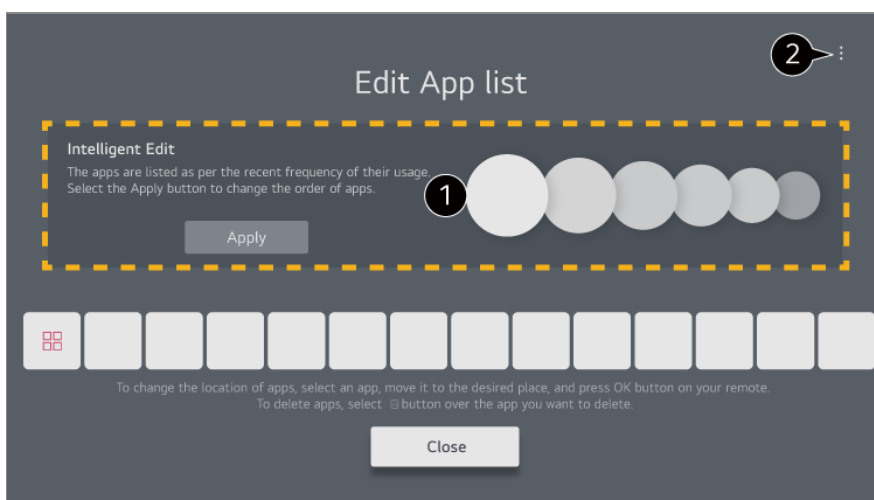 2
Edit App list
Intelligent Edit
The apps are listed as per the recent frequency of their usage.
Select the Apply button to change the order of apps.
1
Apply
To change the location of apps, select an app, move it to the desired place, and press OK button on your remote.
To delete apps, select button over the app you want to delete.
Close